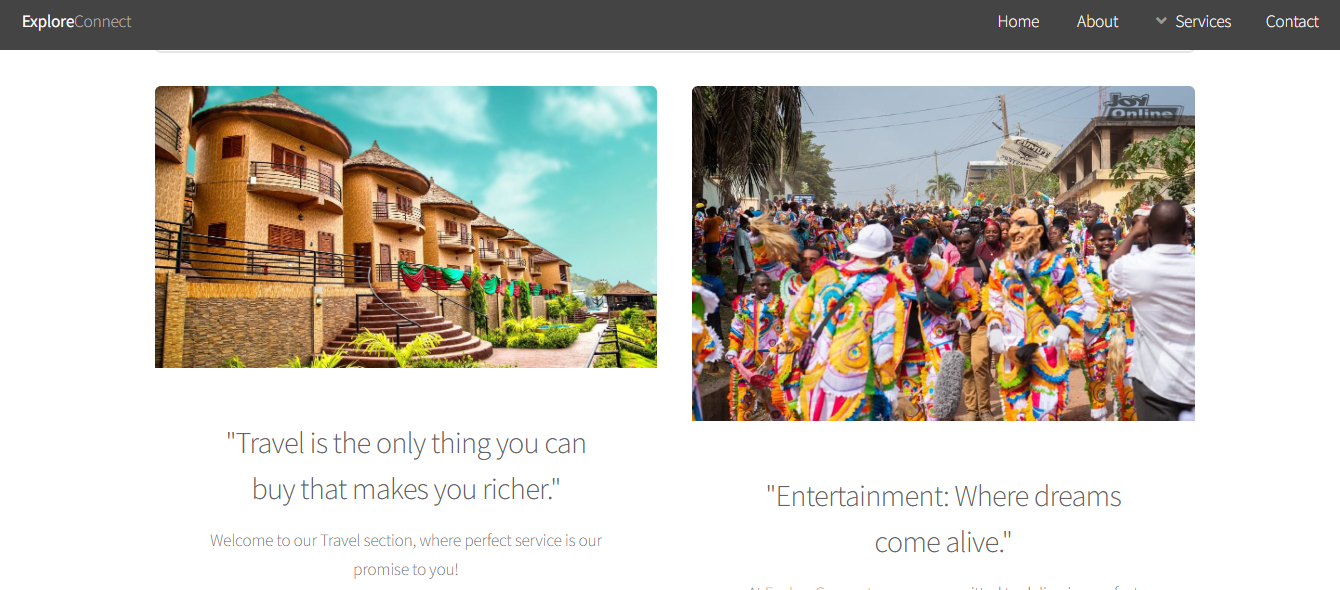 ExploreConnect
Home About Services Contact
Joy
Online
"Travel is the only thing you can
buy that makes you richer."
Welcome to our Travel section, where perfect service is our
promise to you!
"Entertainment: Where dreams
come alive."